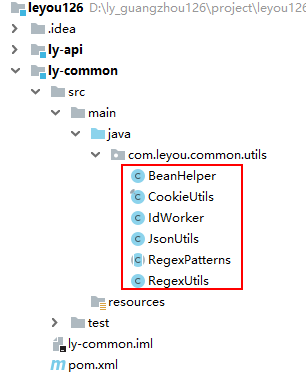 leyou126 D:\ly_guangzhou126\project\leyou126
.idea
ly-api
ly-common
src
main
java
com.leyou.common.utils
BeanHelper
CookieUtils
IdWorker
JsonUtils
RegexPatterns
RegexUtils
resources
test
ly-common.iml
pom.xml